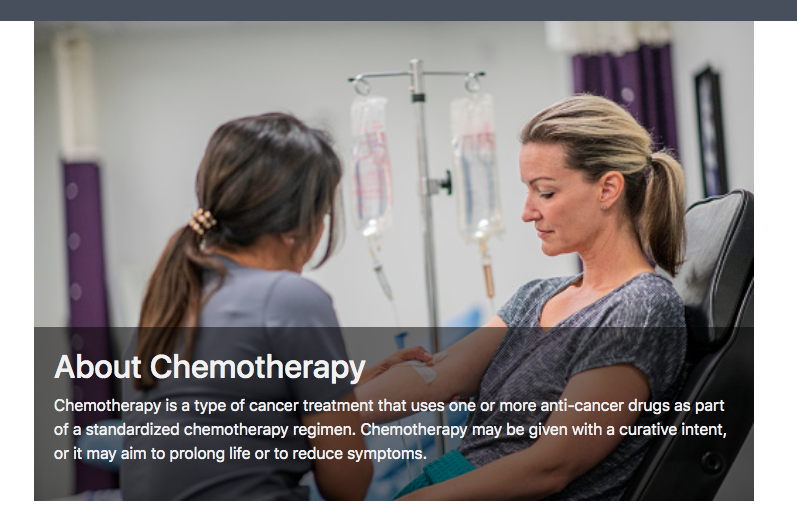 About Chemotherapy
Chemotherapy is a type of cancer treatment that uses one or more anti-cancer drugs as part
of a standardized chemotherapy regimen. Chemotherapy may be given with a curative intent,
or it may aim to prolong life or to reduce symptoms.